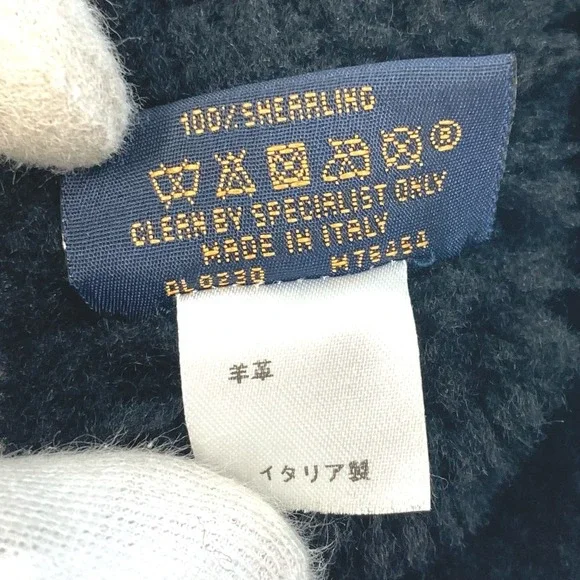 100% SHEARLING
CLEAN BY SPECIALIST ONLY
MADE IN ITALY
M76454
羊革
イタリア製